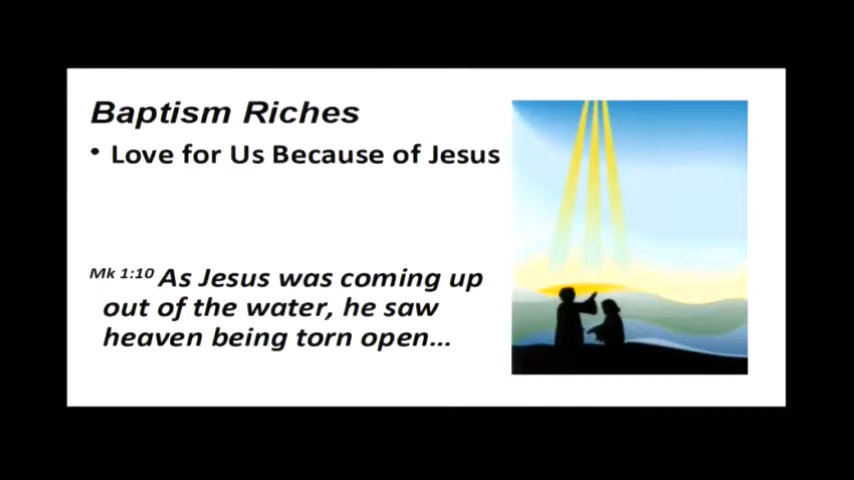 Baptism Riches
• Love for Us Because of Jesus
Mk 1:10 As Jesus was coming up
out of the water, he saw
heaven being torn open...